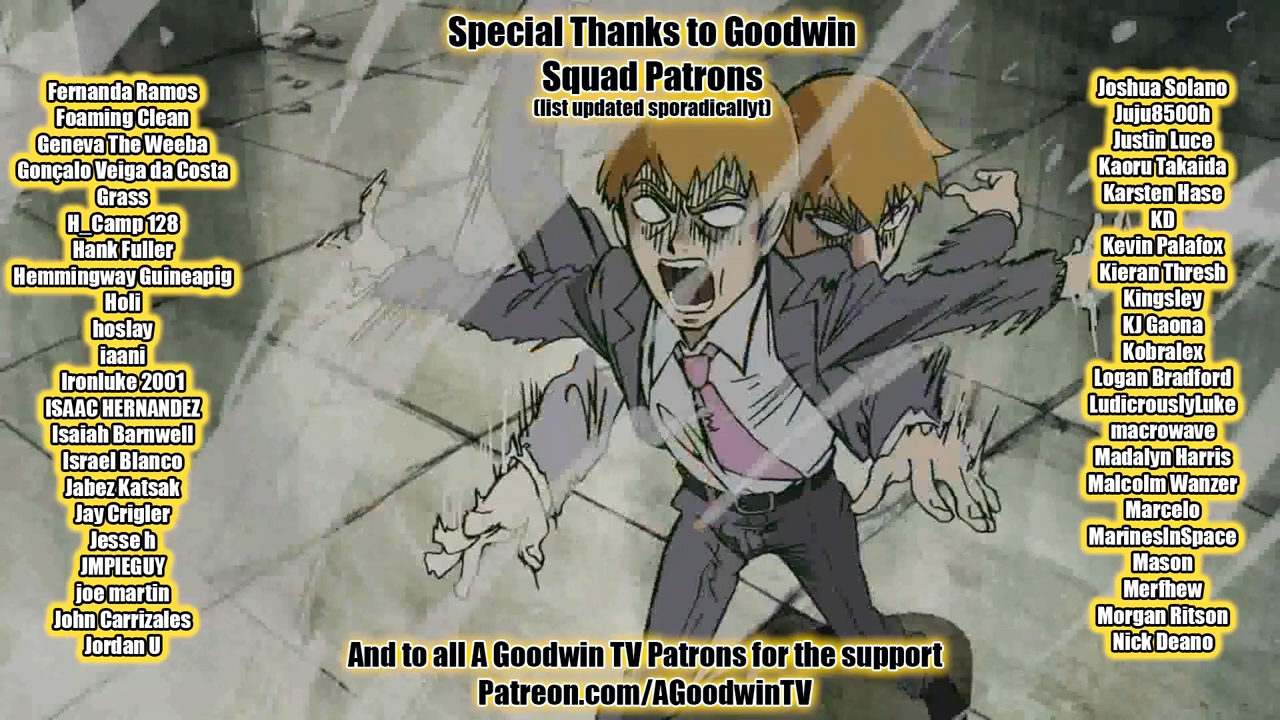 Special Thanks to Goodwin
Squad Patrons
(list updated sporadicallyt)
Fernanda Ramos
Foaming Clean
Geneva The Weeba
Gonçalo Veiga da Costa
Grass
H_Camp 128
Hank Fuller
Hemmingway Guineapig
Holi
hoslay
iaani
Ironluke 2001
ISAAC HERNANDEZ
Isaiah Barnwell
Israel Blanco
Jabez Katsak
Jay Crigler
Jesse h
JMPIEGUY
joe martin
John Carrizales
Jordan U
Joshua Solano
Juju8500h
Justin Luce
Kaoru Takaida
Karsten Hase
KD
Kevin Palafox
Kieran Thresh
Kingsley
KJ Gaona
Kobralex
Logan Bradford
LudicrouslyLuke
macrowave
Madalyn Harris
Malcolm Wanzer
Marcelo
MarinesInSpace
Mason
Merfhew
Morgan Ritson
Nick Deano
And to all A Goodwin TV Patrons for the support
Patreon.com/AGoodwinTV